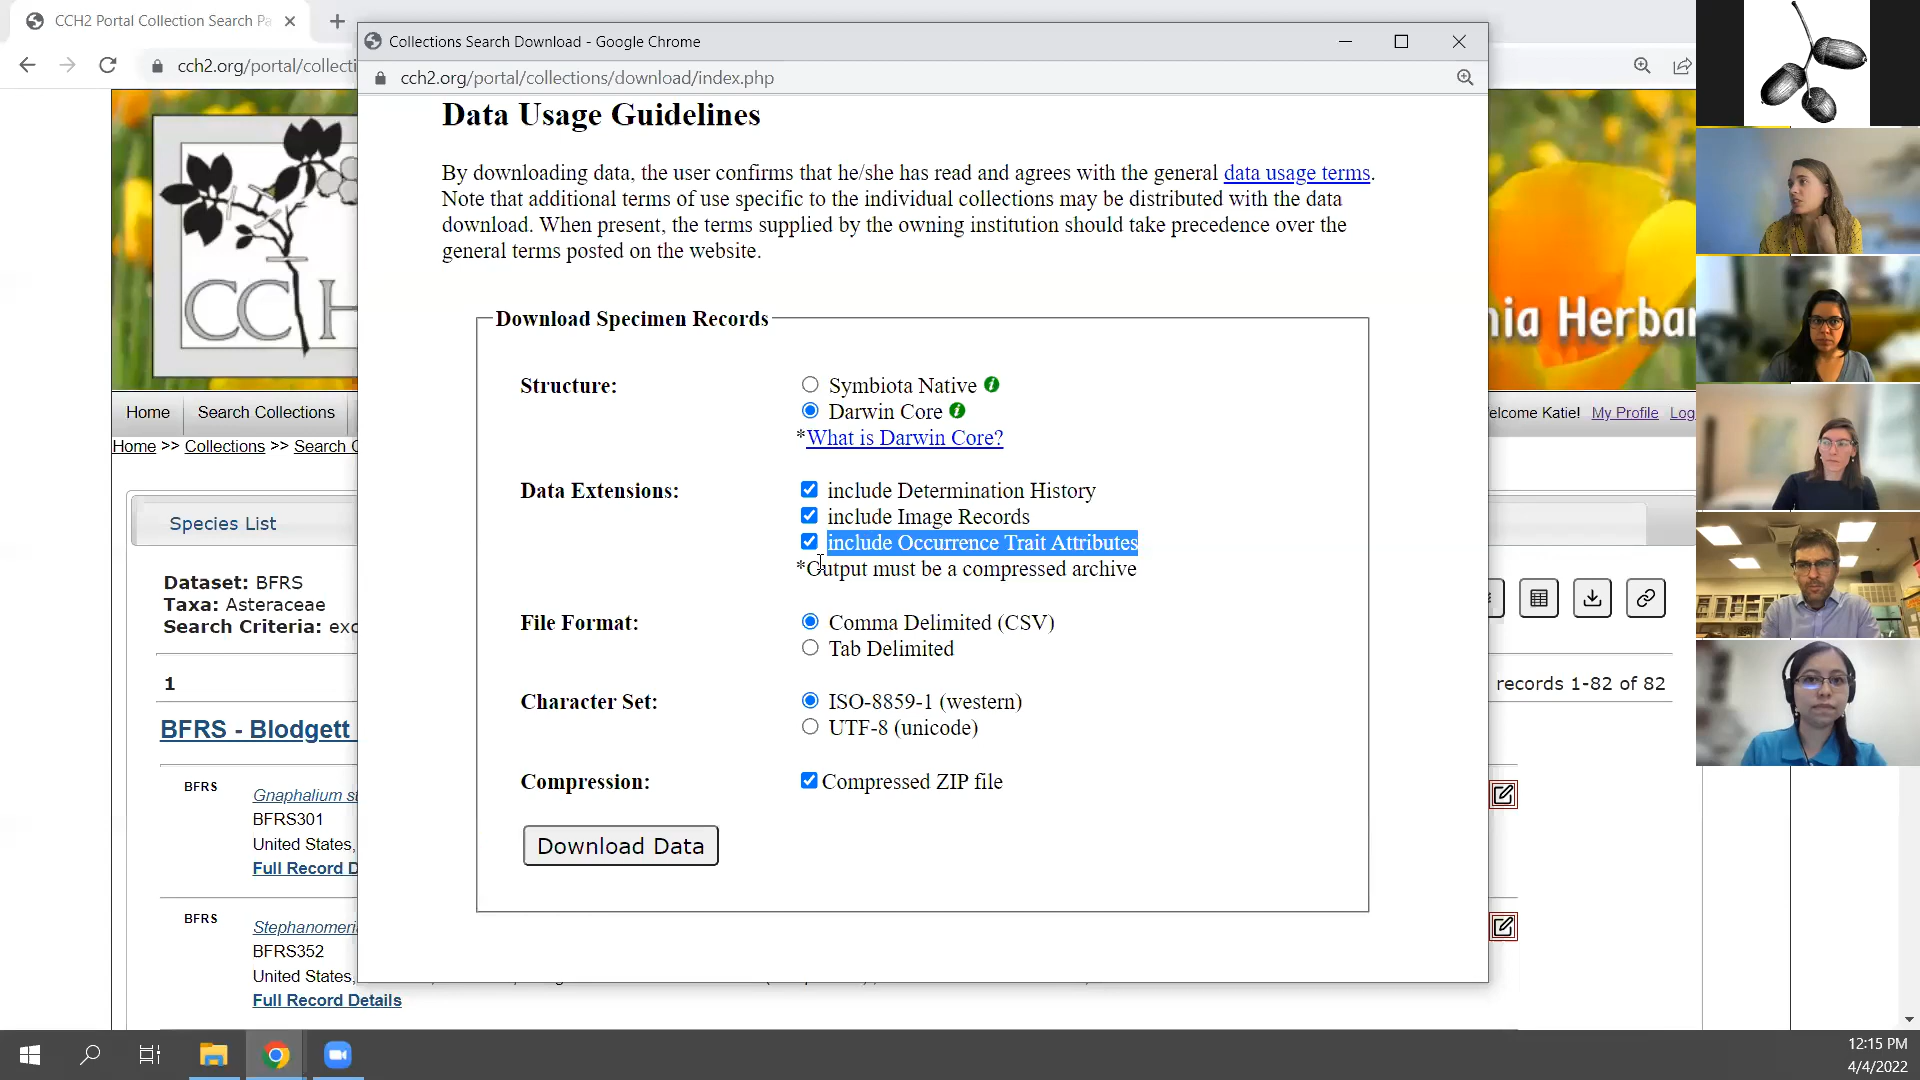 CCH2 Portal Collection Search Pa
Collections Search Download - Google Chrome
cch2.org/portal/collecti
cch2.org/portal/collections/download/index.php
Data Usage Guidelines
By downloading data, the user confirms that he/she has read and agrees with the general data usage terms.
Note that additional terms of use specific to the individual collections may be distributed with the data
download. When present, the terms supplied by the owning institution should take precedence over the
general terms posted on the website.
CCH
nia Herbar
Download Specimen Records
Structure:
Symbiota Native
Darwin Core
*What is Darwin Core?
Home
Search Collections
elcome Katie! My Profile Log
Home >> Collections >> Search C
Data Extensions:
include Determination History
include Image Records
include Occurrence Trait Attributes
*Output must be a compressed archive
Species List
Dataset: BFRS
Taxa: Asteraceae
Search Criteria: exc
File Format:
Comma Delimited (CSV)
Tab Delimited
1
records 1-82 of 82
Character Set:
ISO-8859-1 (western)
UTF-8 (unicode)
BFRS - Blodgett
Compression:
Compressed ZIP file
Download Data
BFRS
Gnaphalium st
BFRS301
United States,
Full Record D
BFRS
Stephanomeri
BFRS352
United States,
Full Record Details
12:15 PM
4/4/2022